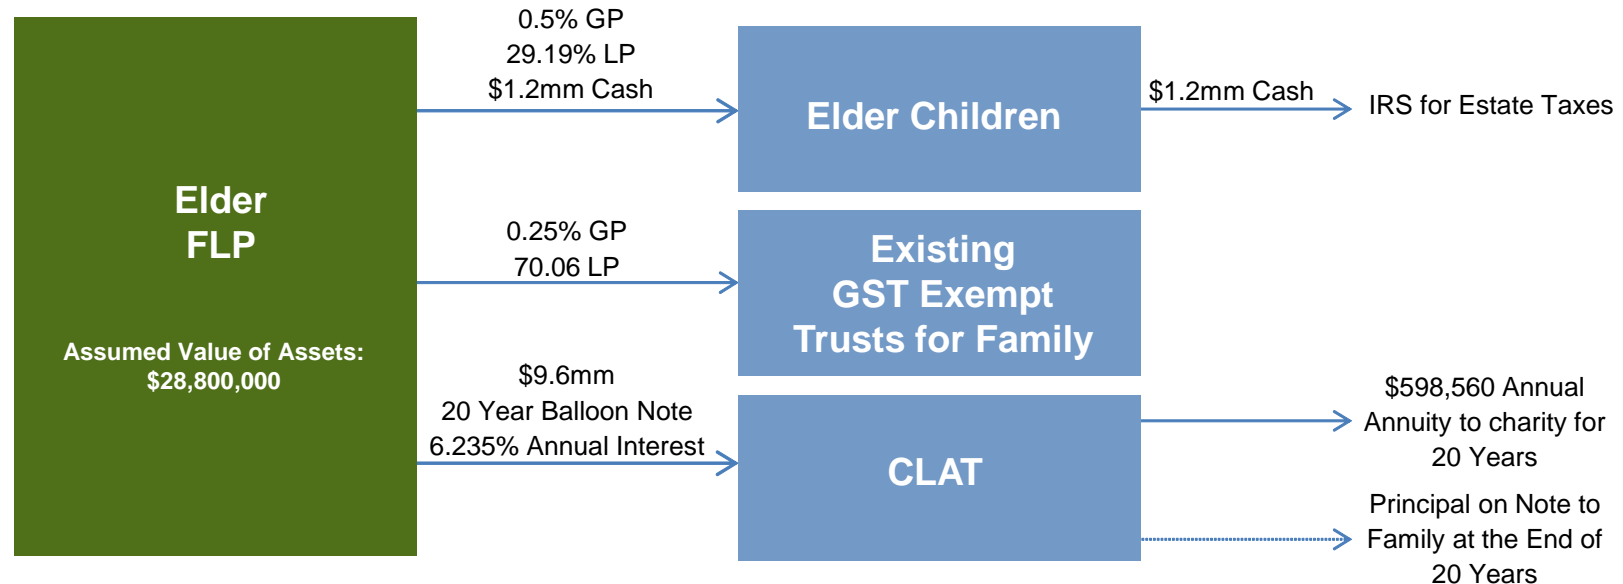 Elder
FLP
Assumed Value of Assets:
$28,800,000
0.5% GP
29.19% LP
$1.2mm Cash
Elder Children
$1.2mm Cash
IRS for Estate Taxes
0.25% GP
70.06 LP
Existing
GST Exempt
Trusts for Family
$9.6mm
20 Year Balloon Note
6.235% Annual Interest
CLAT
$598,560 Annual
Annuity to charity for
20 Years
Principal on Note to
Family at the End of
20 Years